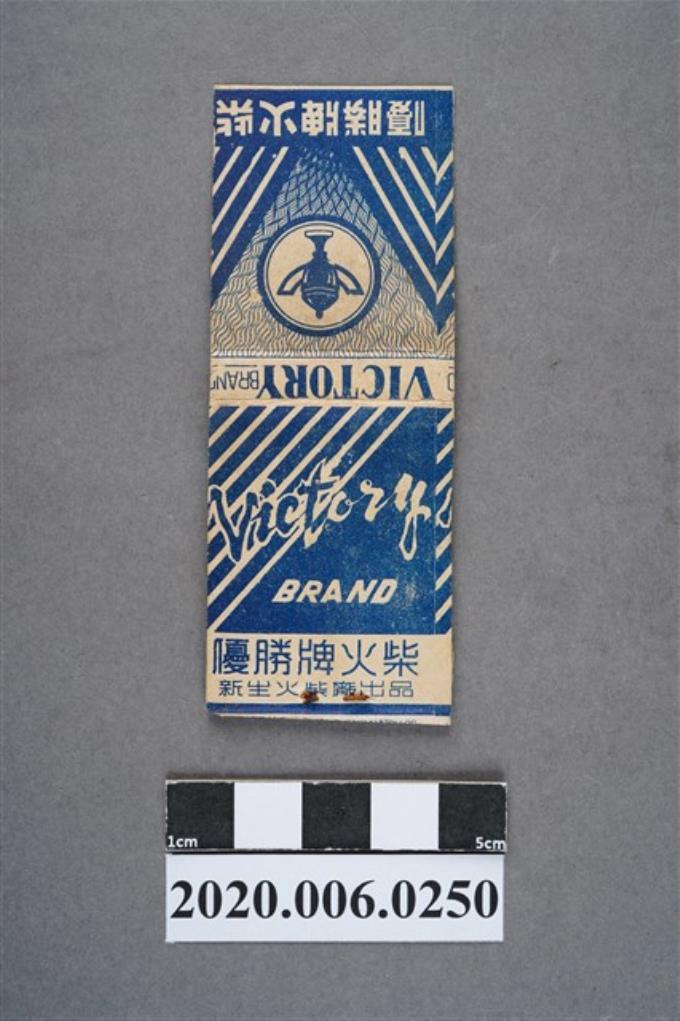 優勝牌火柴
VICTORY BRAN
Victory
BRAND
優勝牌火柴
新生火柴廠出品
1cm 5cm
2020.006.0250